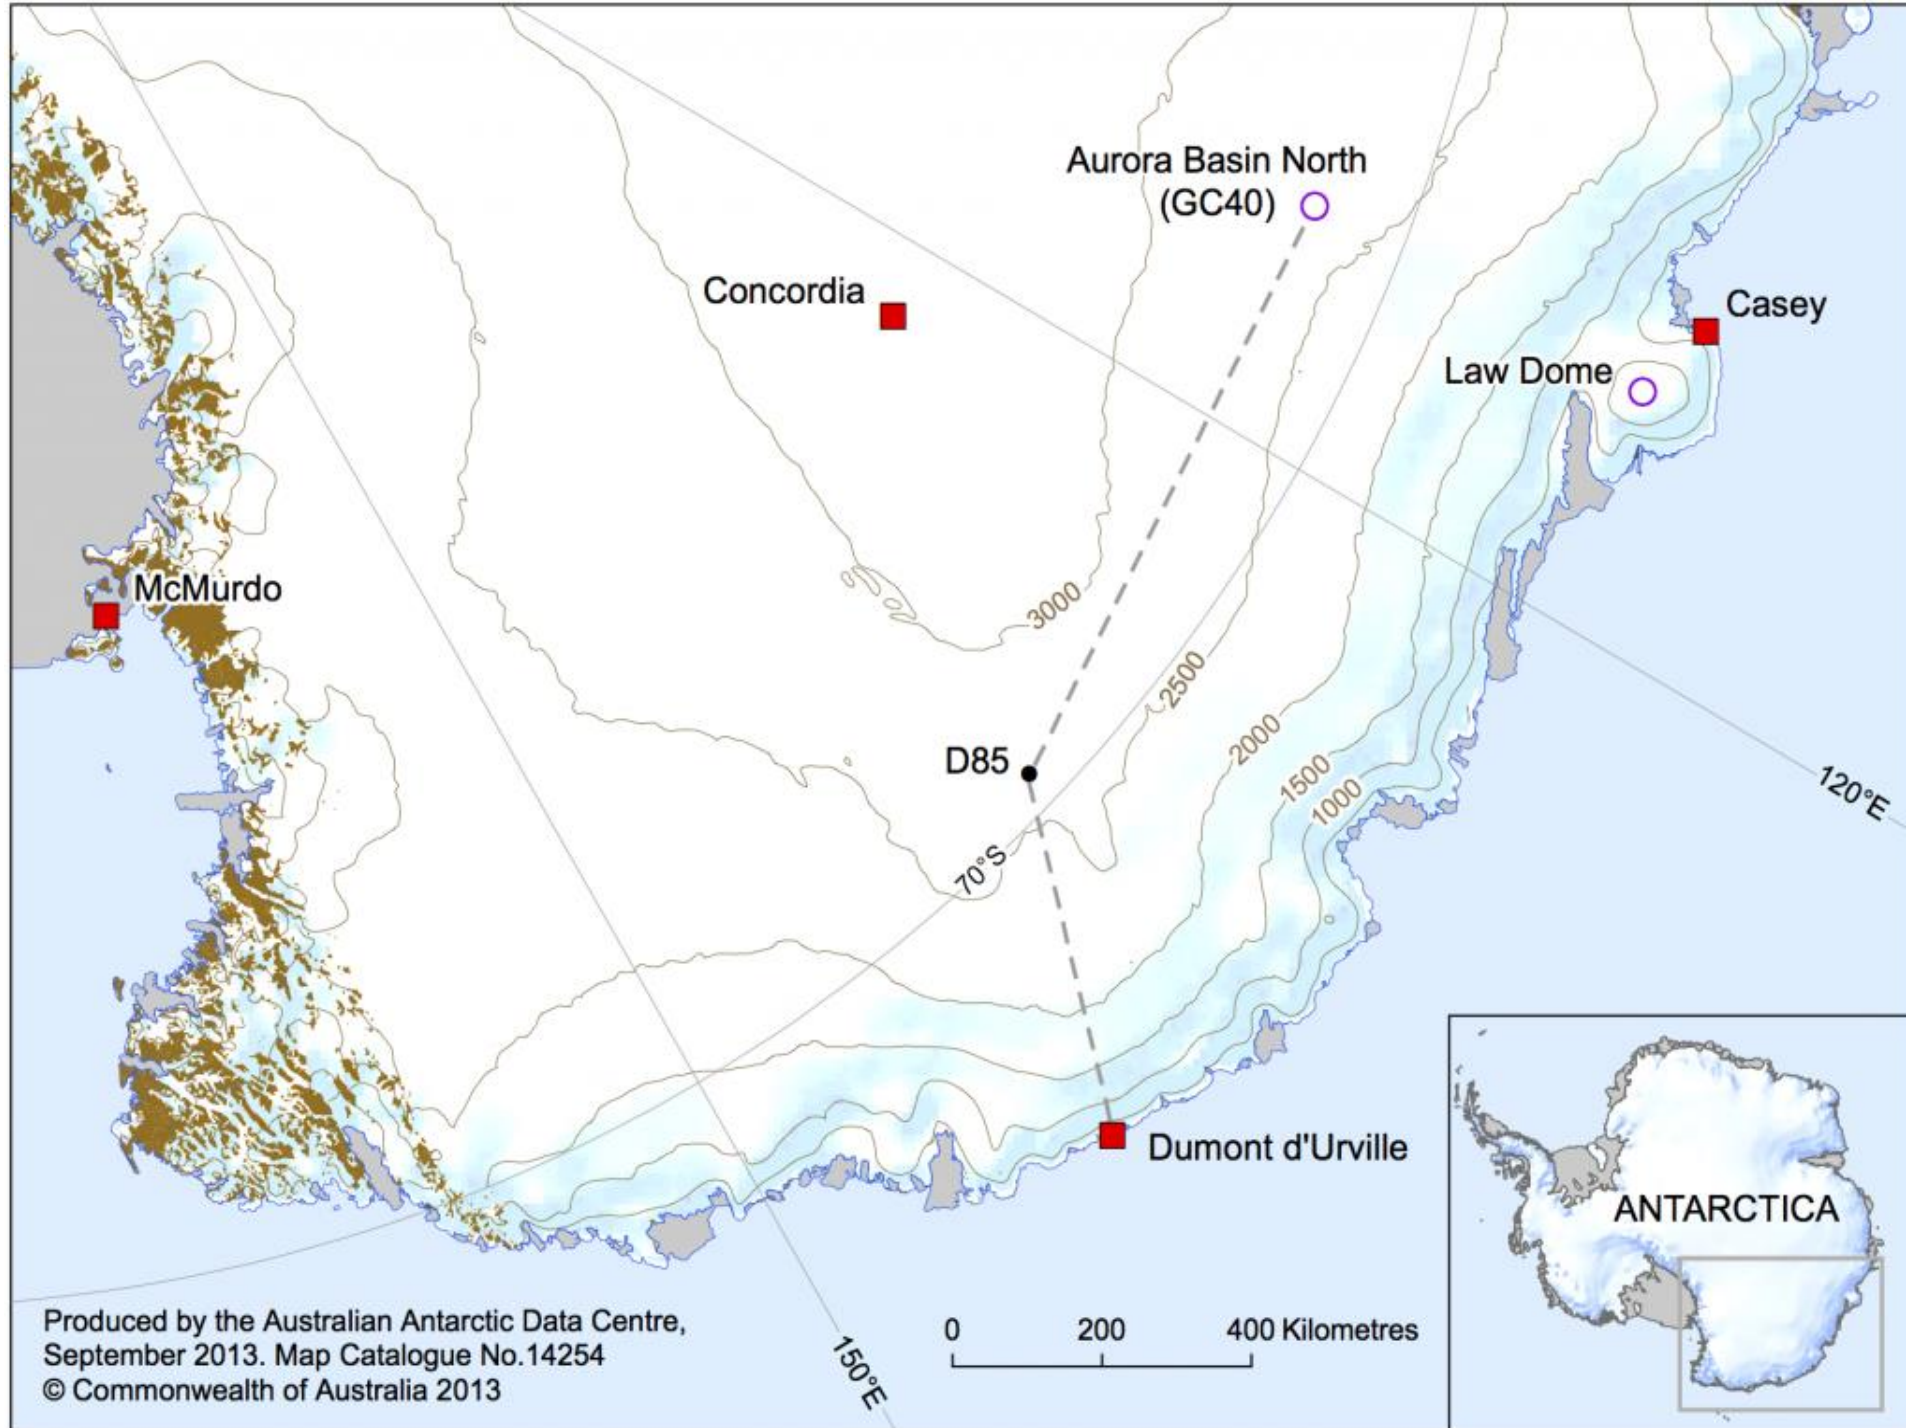 Aurora Basin North
(GC40)
Concordia
Casey
Law Dome
McMurdo
3000
2500
D85
2000
1500
1000
120°E
70°S
Dumont d'Urville
ANTARCTICA
Produced by the Australian Antarctic Data Centre,
September 2013. Map Catalogue No.14254
© Commonwealth of Australia 2013
0 200 400 Kilometres
150°E